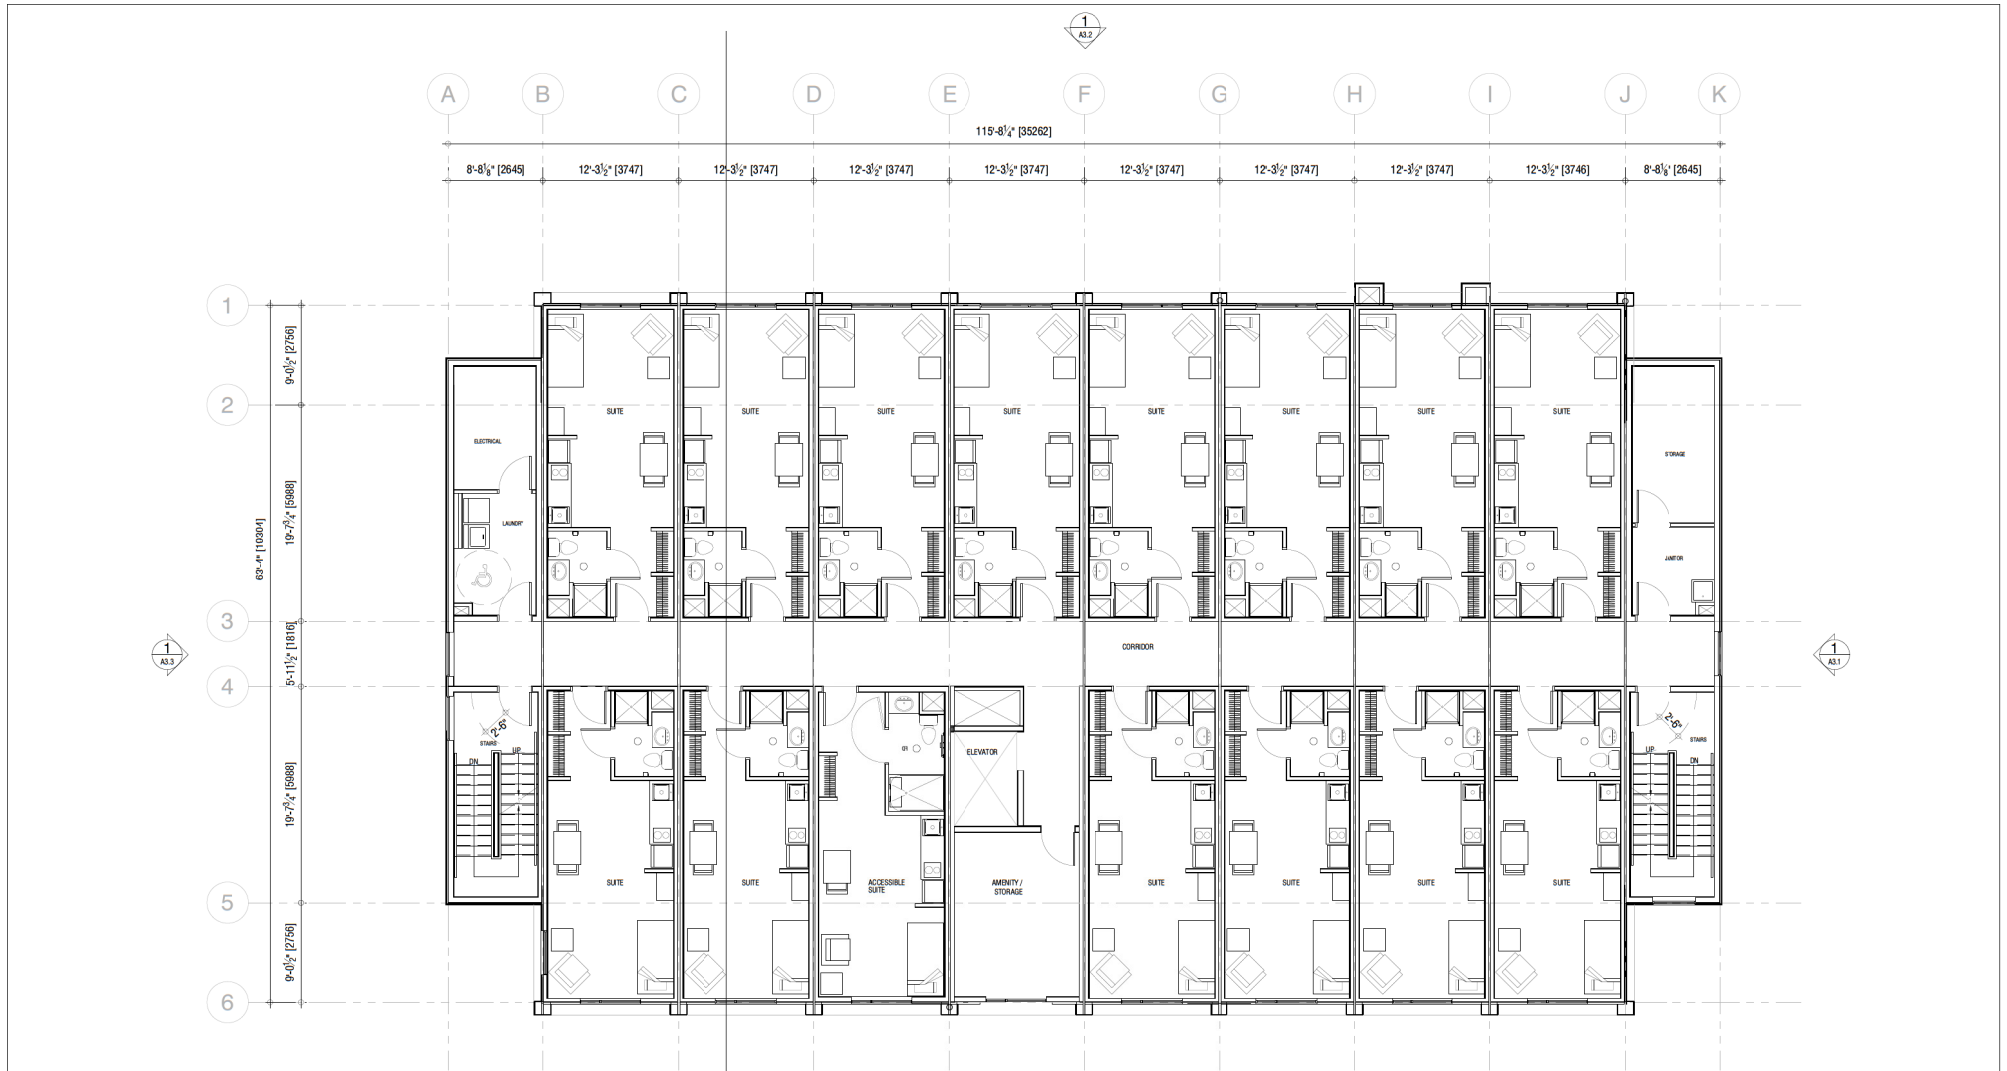 1
A3.2
A B C D E F G H I J K
115'-8¼" [35262]
8'-8⅛" [2645] 12'-3½" [3747] 12'-3½" [3747] 12'-3½" [3747] 12'-3½" [3747] 12'-3½" [3747] 12'-3½" [3747] 12'-3½" [3747] 12'-3½" [3746] 8'-8⅛' [2645]
1
9'-0½" [2756]
2
SUITE SUITE SUITE SUITE SUITE SUITE SUITE SUITE
ELECTRICAL
STORAGE
19'-7¾" [5988]
LAUNDRY
63'-4" [19304]
JANITOR
3
5'-11½" [1816]
CORRIDOR
1
A3.3
1
A3.1
4
2'-6"
2'-6"
STAIRS
UP
DN
ELEVATOR
STAIRS
UP
DN
19'-7¾" [5988]
SUITE SUITE
ACCESSIBLE
SUITE
AMENITY /
STORAGE
SUITE SUITE SUITE SUITE
5
9'-0½" [2756]
6